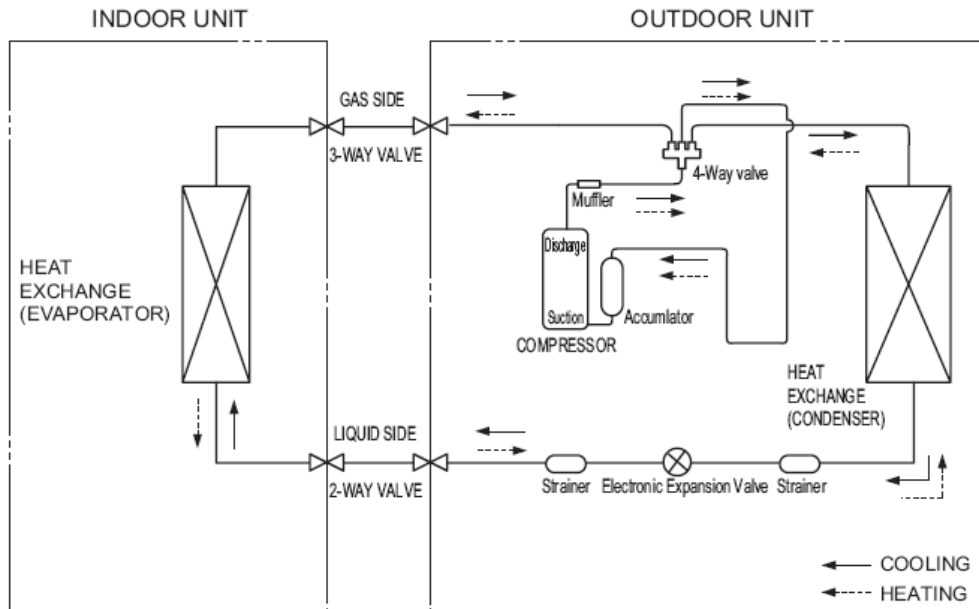 INDOOR UNIT
OUTDOOR UNIT
GAS SIDE
3-WAY VALVE
4-Way valve
Muffler
Discharge
HEAT
EXCHANGE
(EVAPORATOR)
Suction
Accumlator
COMPRESSOR
HEAT
EXCHANGE
(CONDENSER)
LIQUID SIDE
2-WAY VALVE
Strainer
Electronic Expansion Valve
Strainer
COOLING
HEATING